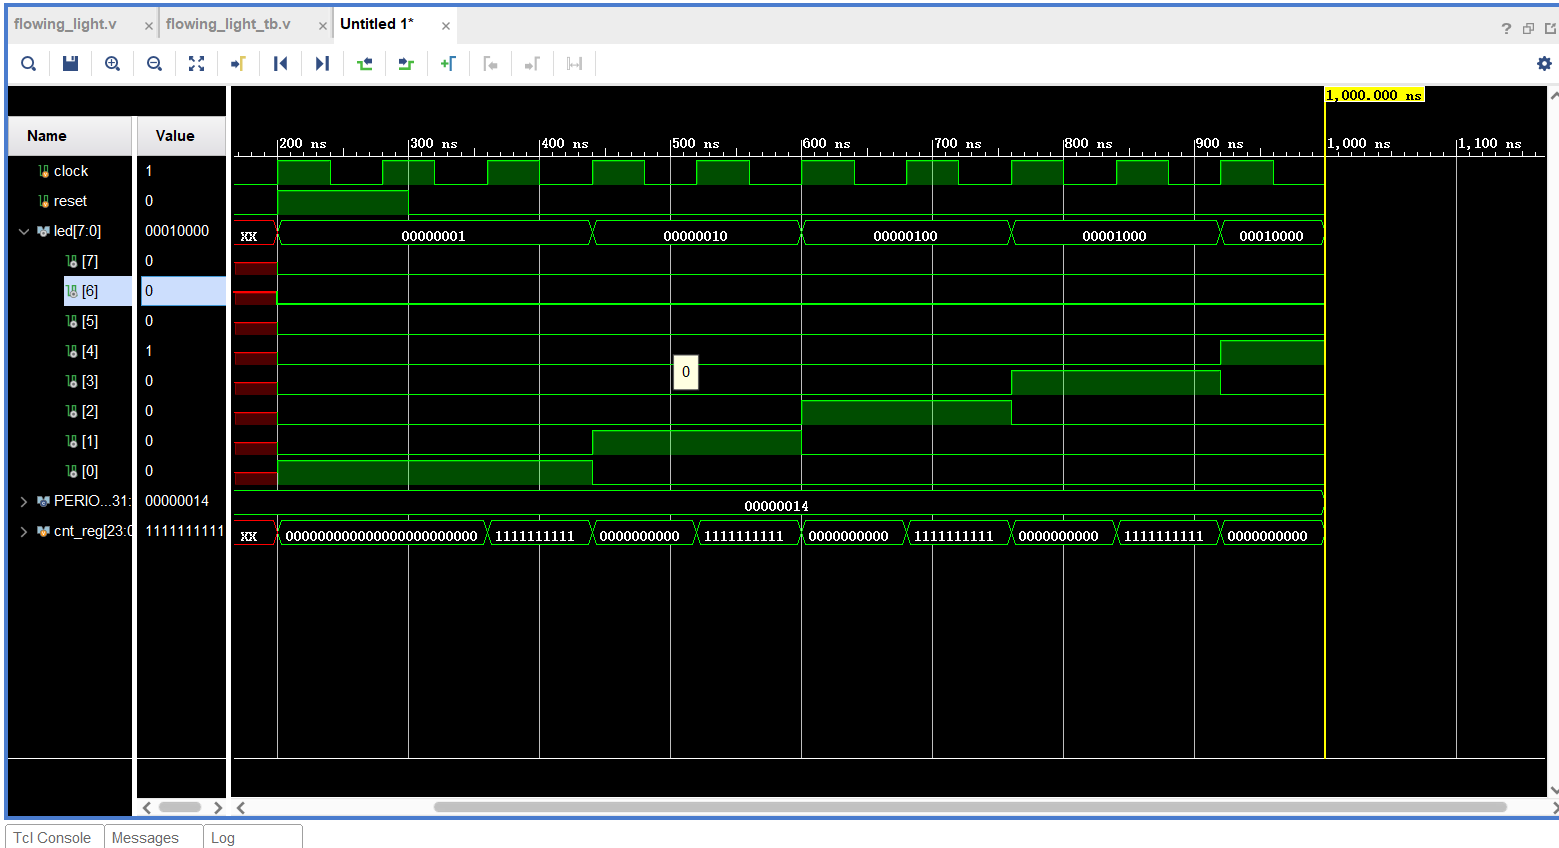 flowing_light.v × flowing_light_tb.v × Untitled 1* ×
?
1,000.000 ns
Name Value
200 ns 300 ns 400 ns 500 ns 600 ns 700 ns 800 ns 900 ns 1,000 ns 1,100 ns
clock 1
reset 0
led[7:0] 00010000 XX 00000001 00000010 00000100 00001000 00010000
[7] 0
[6] 0
[5] 0
[4] 1
0
[3] 0
[2] 0
[1] 0
[0] 0
PERIO...31: 00000014 00000014
cnt_reg[23:0 1111111111 XX 000000000000000000000000 1111111111 0000000000 1111111111 0000000000 1111111111 0000000000 1111111111 0000000000
Tcl Console Messages Log